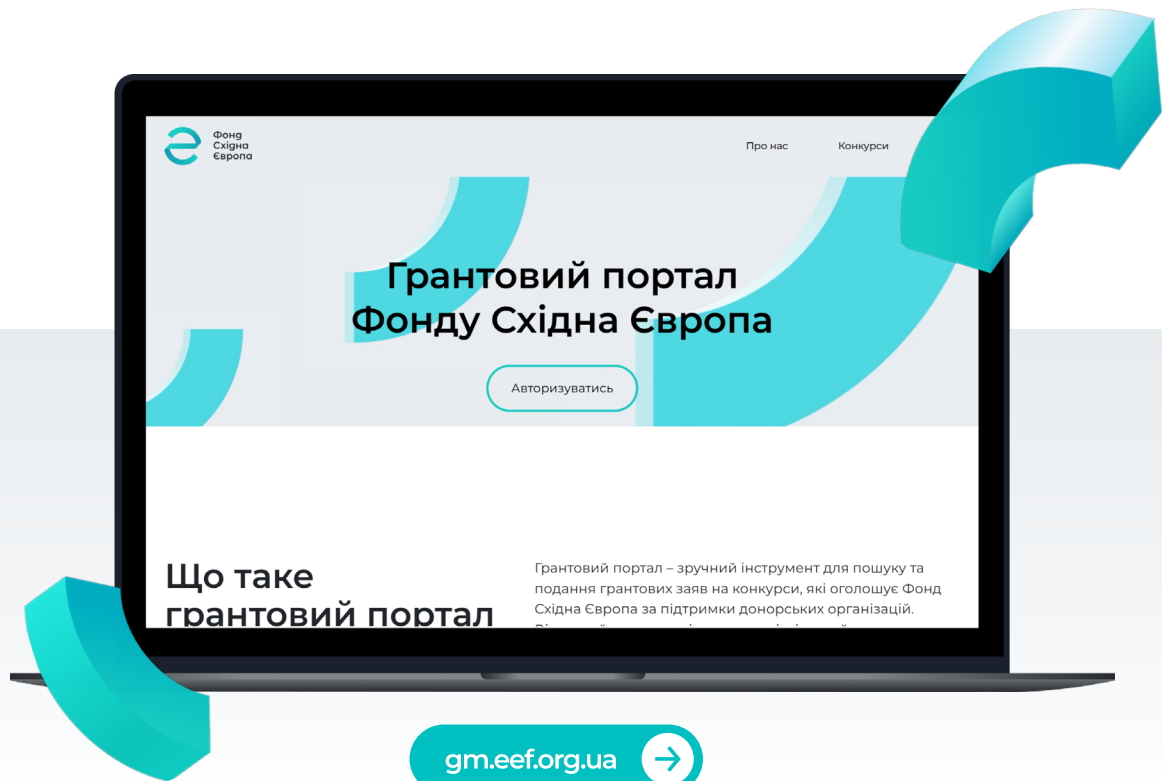 Фонд
Східна
Європа
Про нас
Конкурси
Грантовий портал
Фонду Східна Європа
Авторизуватись
Що таке
грантовий портал
Грантовий портал – зручний інструмент для пошуку та
подання грантових заяв на конкурси, які оголошує Фонд
Східна Європа за підтримки донорських організацій.
gm.eef.org.ua